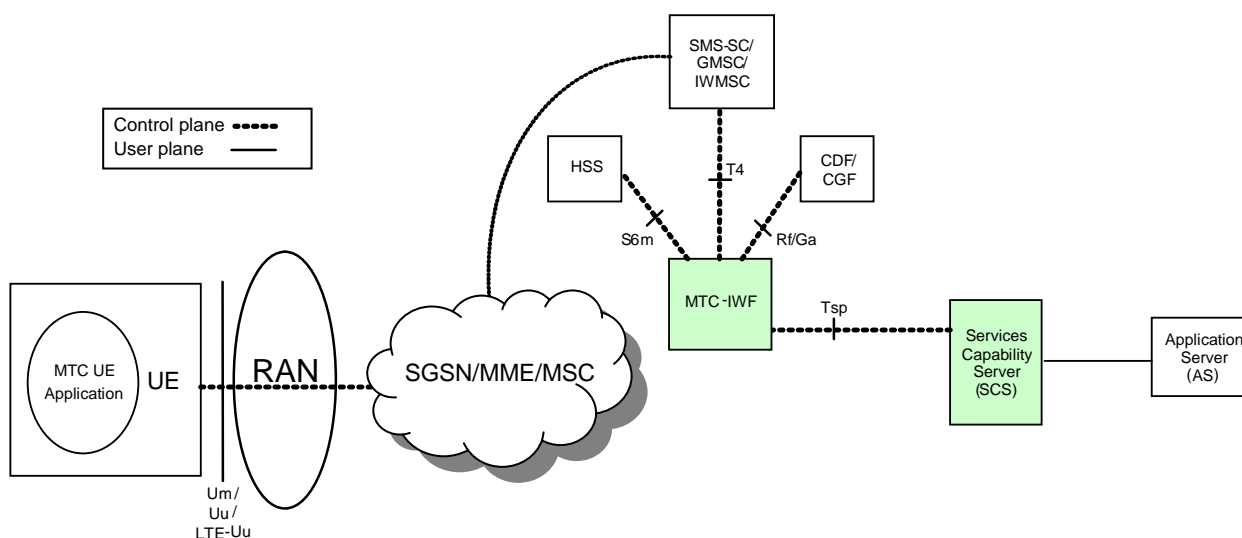 SMS-SC/
GMSC/
IWMSC
Control plane
User plane
HSS
T4
CDF/
CGF
S6m
Rf/Ga
MTC-IWF
Tsp
Services
Capability
Server
(SCS)
Application
Server
(AS)
MTC UE
Application
UE
RAN
SGSN/MME/MSC
Um/
Uu/
LTE-Uu